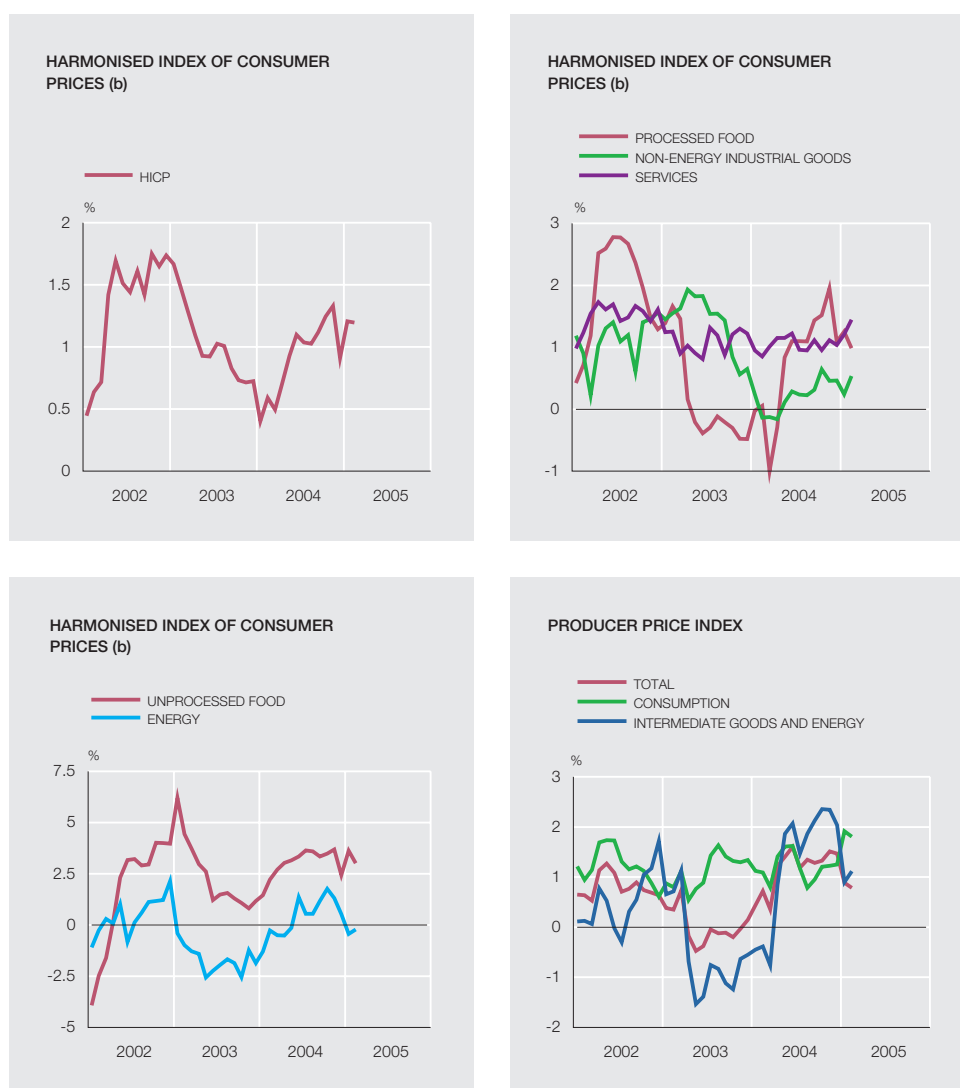 HARMONISED INDEX OF CONSUMER
PRICES (b)
HICP
%
2
1.5
1
0.5
0
2002 2003 2004 2005
HARMONISED INDEX OF CONSUMER
PRICES (b)
PROCESSED FOOD
NON-ENERGY INDUSTRIAL GOODS
SERVICES
%
3
2
1
0
-1
2002 2003 2004 2005
HARMONISED INDEX OF CONSUMER
PRICES (b)
UNPROCESSED FOOD
ENERGY
%
7.5
5
2.5
0
-2.5
-5
2002 2003 2004 2005
PRODUCER PRICE INDEX
TOTAL
CONSUMPTION
INTERMEDIATE GOODS AND ENERGY
%
3
2
1
0
-1
-2
2002 2003 2004 2005